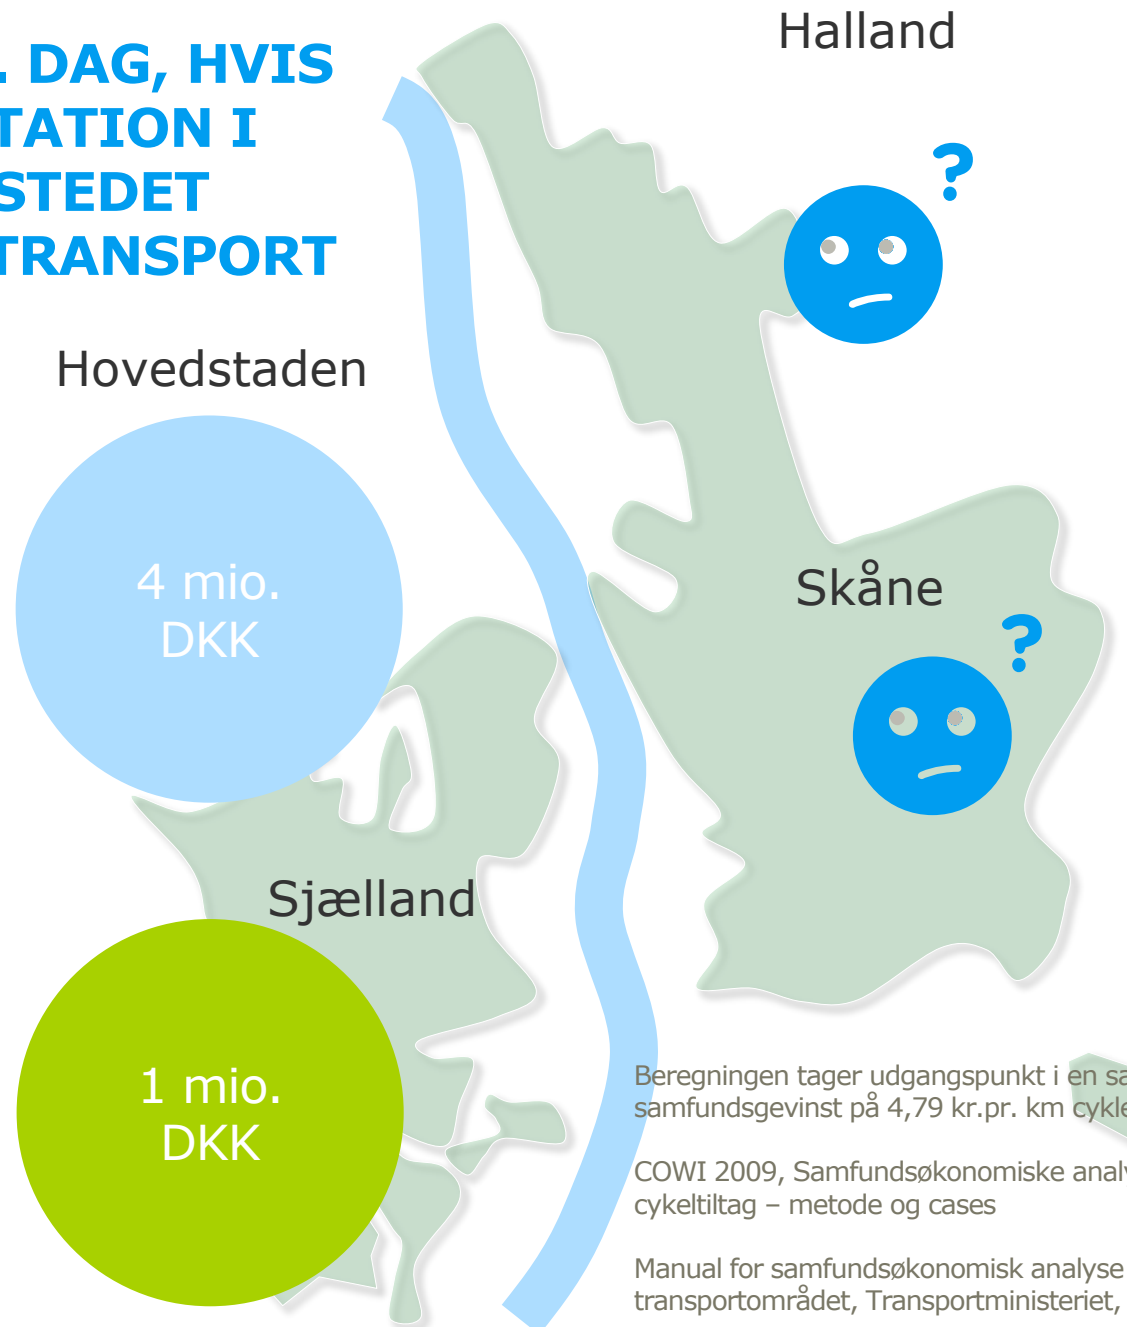 . DAG, HVIS
TATION I
STEDET
TRANSPORT
Halland
?
Hovedstaden
4 mio.
DKK
Skåne
?
Sjælland
1 mio.
DKK
Beregningen tager udgangspunkt i en sa
samfundsgevinst på 4,79 kr.pr. km cykle
COWI 2009, Samfundsøkonomiske analy
cykeltiltag – metode og cases
Manual for samfundsøkonomisk analyse
transportområdet, Transportministeriet,